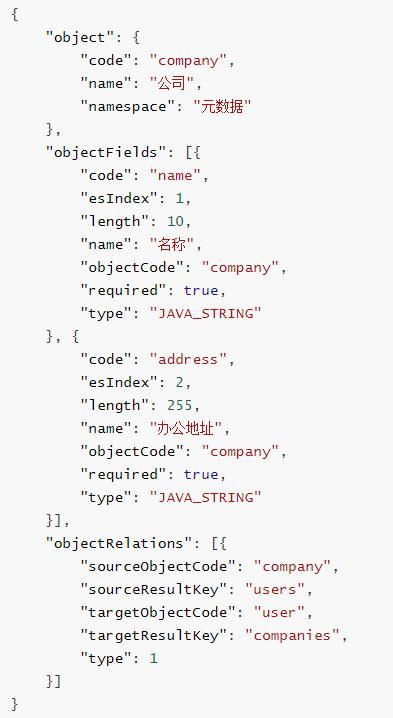 {
    "object": {
        "code": "company",
        "name": "公司",
        "namespace": "元数据"
    },
    "objectFields": [{
        "code": "name",
        "esIndex": 1,
        "length": 10,
        "name": "名称",
        "objectCode": "company",
        "required": true,
        "type": "JAVA_STRING"
    }, {
        "code": "address",
        "esIndex": 2,
        "length": 255,
        "name": "办公地址",
        "objectCode": "company",
        "required": true,
        "type": "JAVA_STRING"
    }],
    "objectRelations": [{
        "sourceObjectCode": "company",
        "sourceResultKey": "users",
        "targetObjectCode": "user",
        "targetResultKey": "companies",
        "type": 1
    }]
}